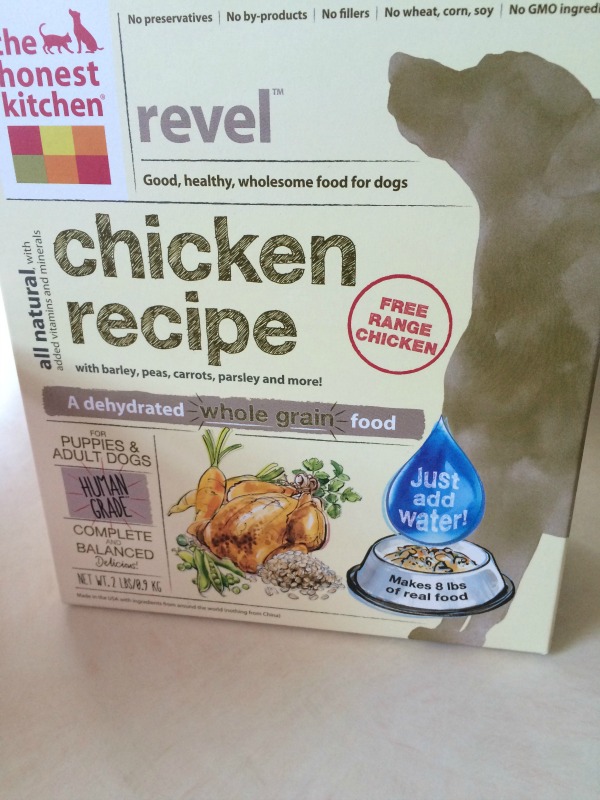 No preservatives | No by-products | No fillers | No wheat, corn, soy | No GMO ingredi
the
honest
kitchen®
revel™
Good, healthy, wholesome food for dogs
all natural, with
added vitamins and minerals
chicken
recipe
FREE
RANGE
CHICKEN
with barley, peas, carrots, parsley and more!
A dehydrated whole grain food
FOR
PUPPIES &
ADULT DOGS
HUMAN
GRADE
COMPLETE
AND
BALANCED
Delicious!
NET WT. 2 LBS/0.9 KG
Just
add
water!
Makes 8 lbs
of real food
Made in the USA with ingredients from around the world (nothing from China)